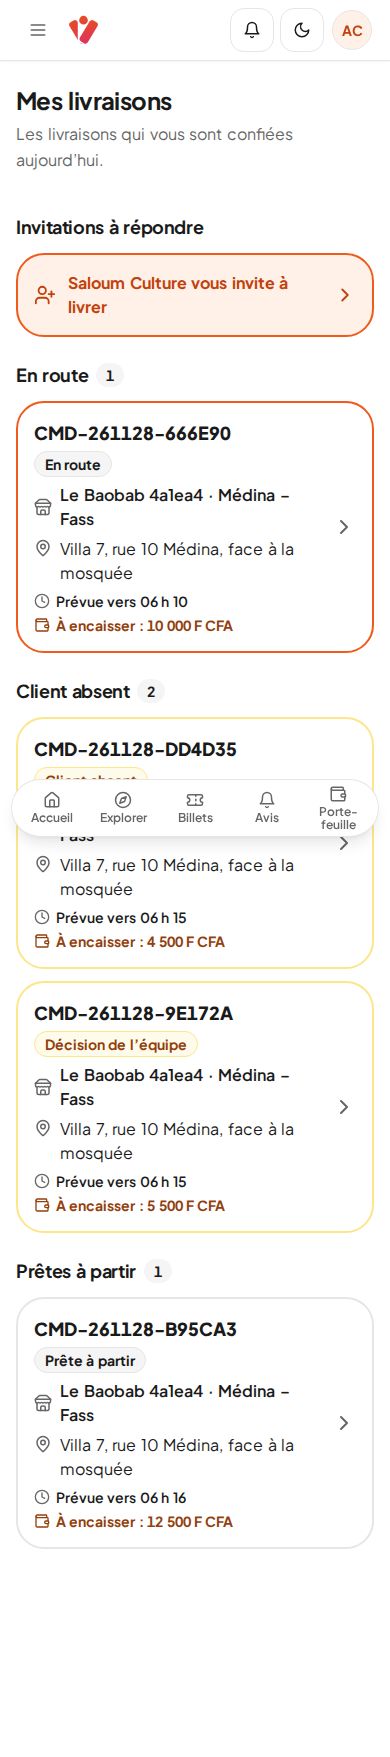 AC
Mes livraisons
Les livraisons qui vous sont confiées
aujourd’hui.
Invitations à répondre
Saloum Culture vous invite à
livrer
En route 1
CMD-261128-666E90
En route
Le Baobab 4a1ea4 · Médina –
Fass
Villa 7, rue 10 Médina, face à la
mosquée
Prévue vers 06 h 10
À encaisser : 10 000 F CFA
Client absent 2
CMD-261128-DD4D35
Client absent
Accueil
Explorer
Billets
Avis
Porte-
feuille
Fass
Villa 7, rue 10 Médina, face à la
mosquée
Prévue vers 06 h 15
À encaisser : 4 500 F CFA
CMD-261128-9E172A
Décision de l’équipe
Le Baobab 4a1ea4 · Médina –
Fass
Villa 7, rue 10 Médina, face à la
mosquée
Prévue vers 06 h 15
À encaisser : 5 500 F CFA
Prêtes à partir 1
CMD-261128-B95CA3
Prête à partir
Le Baobab 4a1ea4 · Médina –
Fass
Villa 7, rue 10 Médina, face à la
mosquée
Prévue vers 06 h 16
À encaisser : 12 500 F CFA